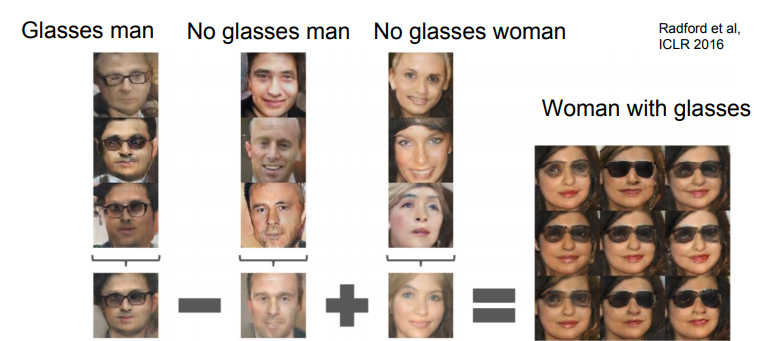 Glasses man
No glasses man
No glasses woman
Radford et al,
ICLR 2016
Woman with glasses